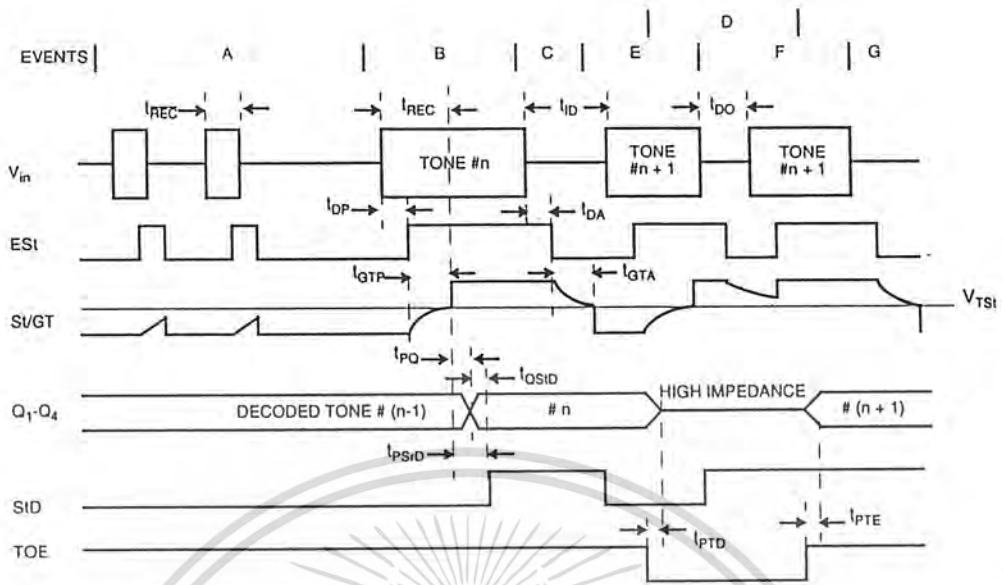 D
EVENTS A B C E F G
tREC tREC tID tDO
Vin TONE #n TONE #n + 1 TONE #n + 1
tDP tDA
ESt
tGTP tGTA
St/GT VTSt
tPQ tQStD
HIGH IMPEDANCE
Q1-Q4 DECODED TONE # (n-1) # n # (n + 1)
tPSrD
StD
tPTD tPTE
TOE